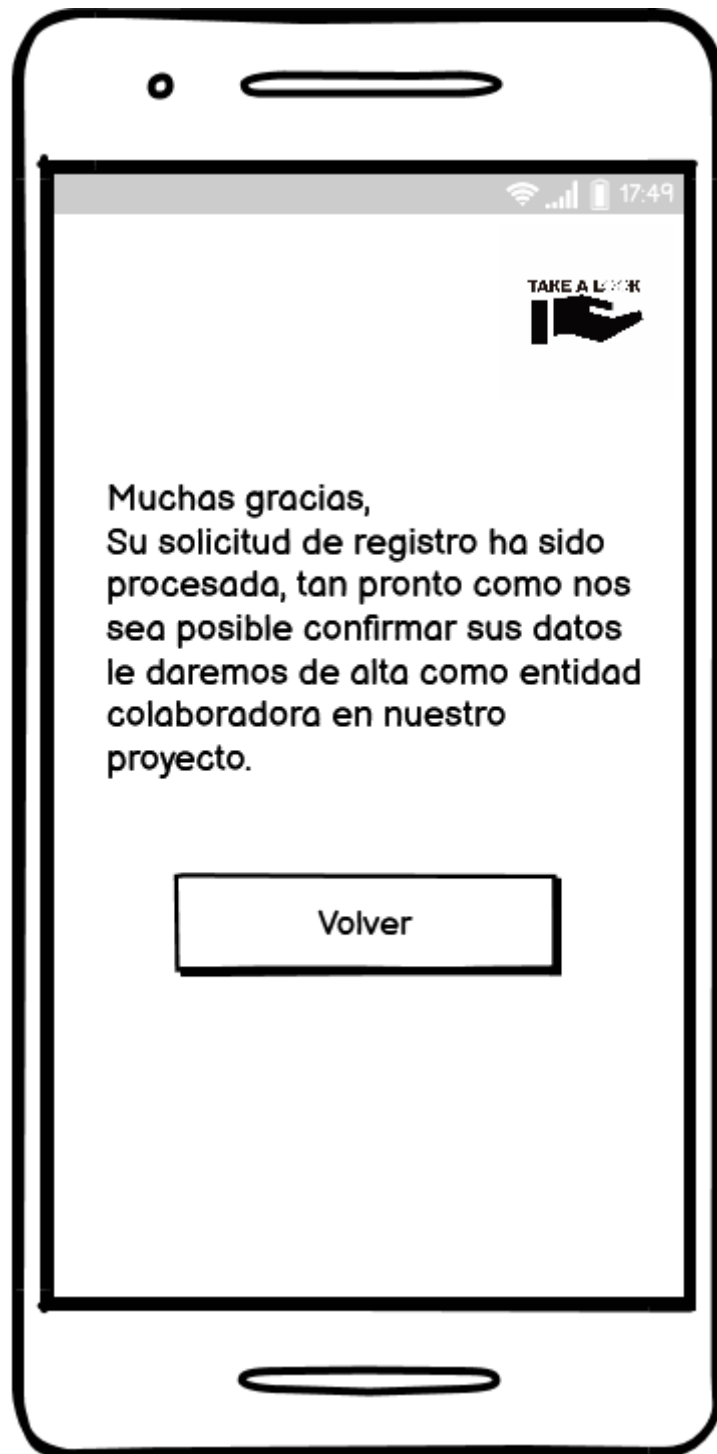 17:49
TAKE A LOOK
Muchas gracias,
Su solicitud de registro ha sido
procesada, tan pronto como nos
sea posible confirmar sus datos
le daremos de alta como entidad
colaboradora en nuestro
proyecto.
Volver